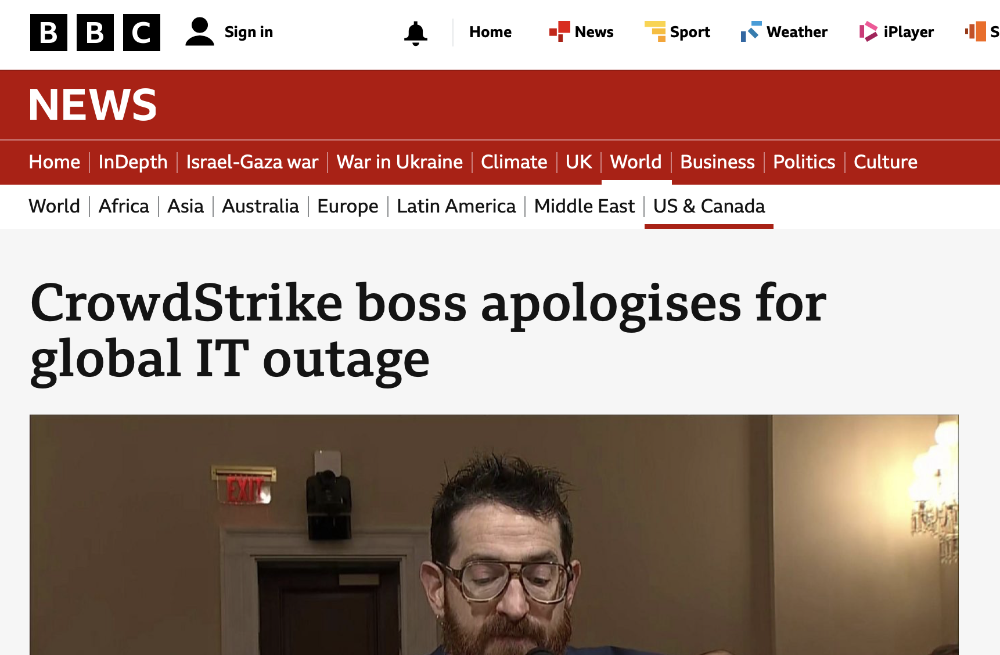 BBC Sign in Home News Sport Weather iPlayer S
NEWS
Home InDepth Israel-Gaza war War in Ukraine Climate UK World Business Politics Culture
World Africa Asia Australia Europe Latin America Middle East US & Canada
CrowdStrike boss apologises for
global IT outage
EXIT